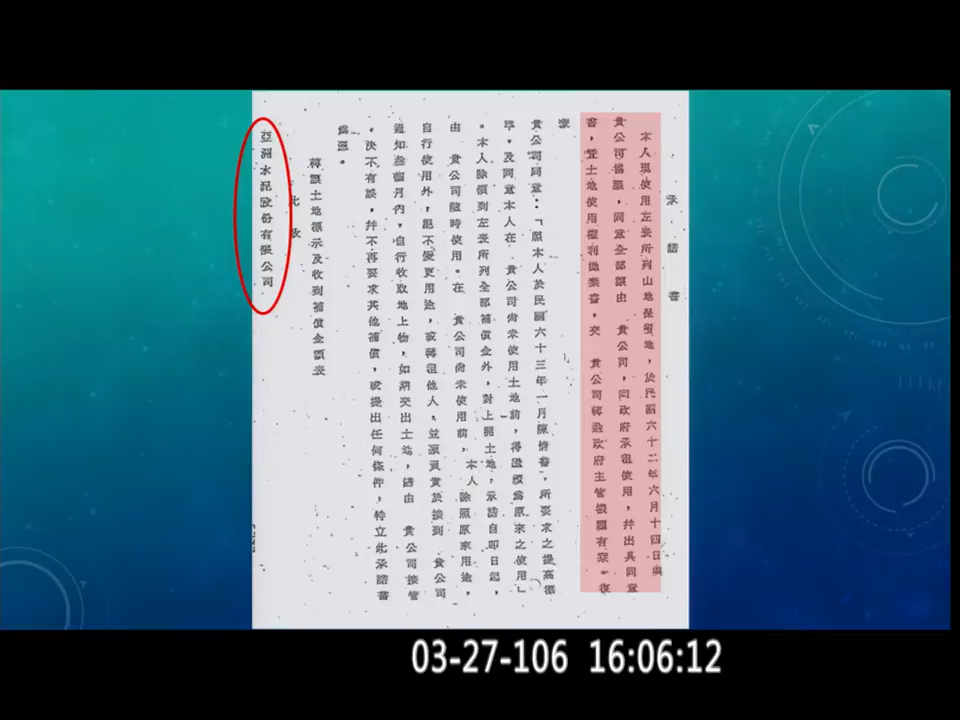 承諾書
本人現使用左表所列山地保留地，於民國六十二年六月十四日與
貴公司協議，同意全部讓由　貴公司，向政府承租使用，并出具同意
書，暨土地使用權利拋棄書，交　貴公司轉送政府主管機關有案。復
蒙
貴公司同意：「照本人於民國六十三年一月陳情書，所要求之提高標
準，及同意本人在　貴公司尚未使用土地前，得繼續為原來之使用」
。本人除領到左表所列全部補償金外，對上開土地，承諾自即日起，
由　貴公司隨時使用。在　貴公司尚未使用前，本人除照原來用途，
自行使用外，絕不變更用途，或轉租他人。並願負責於接到　貴公司
通知叁個月內，自行收取地上物，如期交出土地，由　貴公司接管
，決不有誤，并不再要求其他補償，或提出任何條件，特立此承諾書
為憑。
轉讓土地標示及收到補償金額表
此致
亞洲水泥股份有限公司
03-27-106 16:06:12